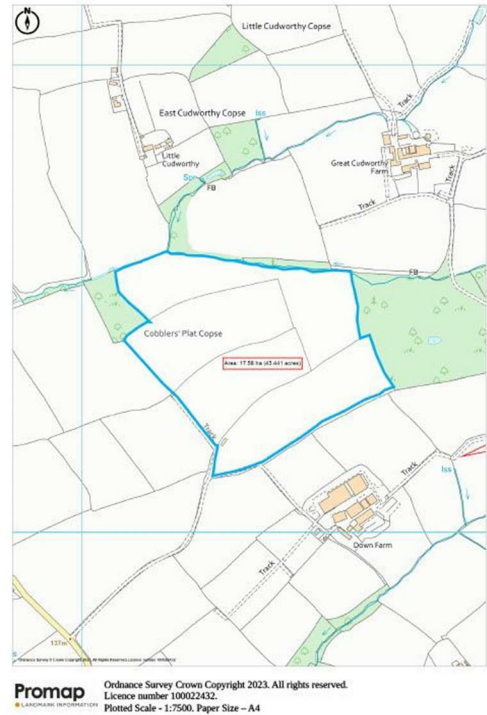 N
Little Cudworthy Copse
East Cudworthy Copse
Iss
Track
Little
Cudworthy
Great Cudworthy
Farm
Spr
FB
Track
Track
FB
Cobblers' Plat Copse
Area: 17.58 ha (43.441 acres)
Track
Track
Iss
Down Farm
Track
137m
S
Promap
LANDMARK INFORMATION
Ordnance Survey Crown Copyright 2023. All rights reserved.
Licence number 100022432.
Plotted Scale - 1:7500. Paper Size – A4